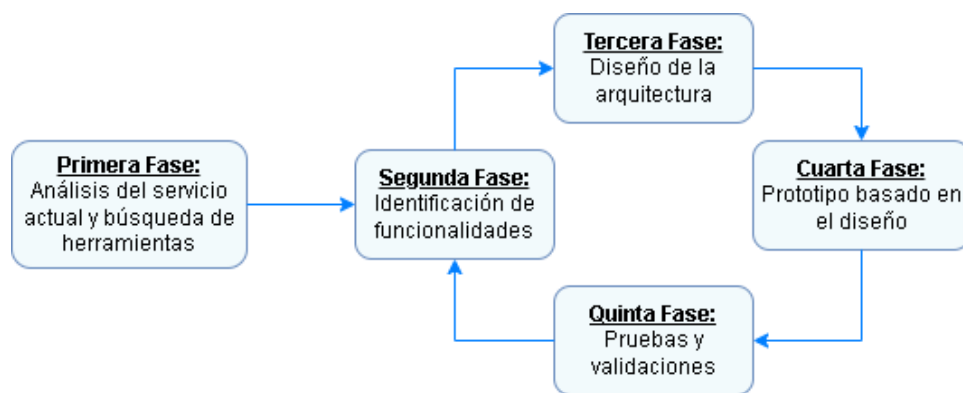 Primera Fase:
Análisis del servicio
actual y búsqueda de
herramientas
Segunda Fase:
Identificación de
funcionalidades
Tercera Fase:
Diseño de la
arquitectura
Cuarta Fase:
Prototipo basado en
el diseño
Quinta Fase:
Pruebas y
validaciones